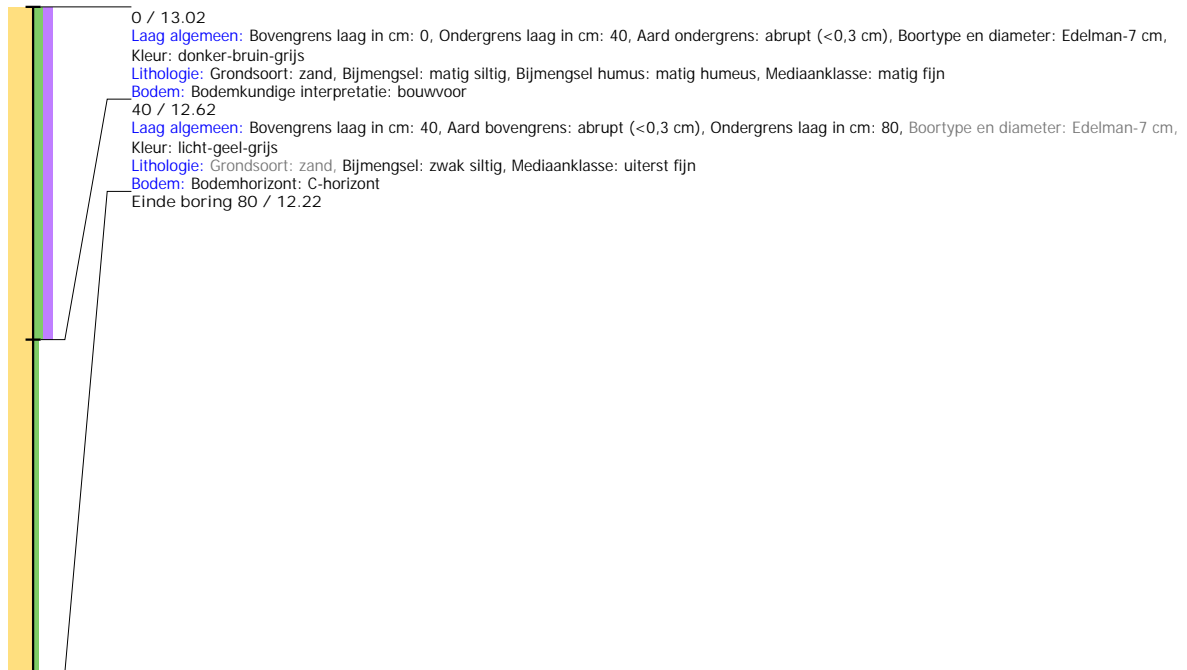 0 / 13.02
Laag algemeen: Bovengrens laag in cm: 0, Ondergrens laag in cm: 40, Aard ondergrens: abrupt (<0,3 cm), Boortype en diameter: Edelman-7 cm,
Kleur: donker-bruin-grijs
Lithologie: Grondsoort: zand, Bijmengsel: matig siltig, Bijmengsel humus: matig humeus, Mediaanklasse: matig fijn
Bodem: Bodemkundige interpretatie: bouwvoor
40 / 12.62
Laag algemeen: Bovengrens laag in cm: 40, Aard bovengrens: abrupt (<0,3 cm), Ondergrens laag in cm: 80, Boortype en diameter: Edelman-7 cm,
Kleur: licht-geel-grijs
Lithologie: Grondsoort: zand, Bijmengsel: zwak siltig, Mediaanklasse: uiterst fijn
Bodem: Bodemhorizont: C-horizont
Einde boring 80 / 12.22